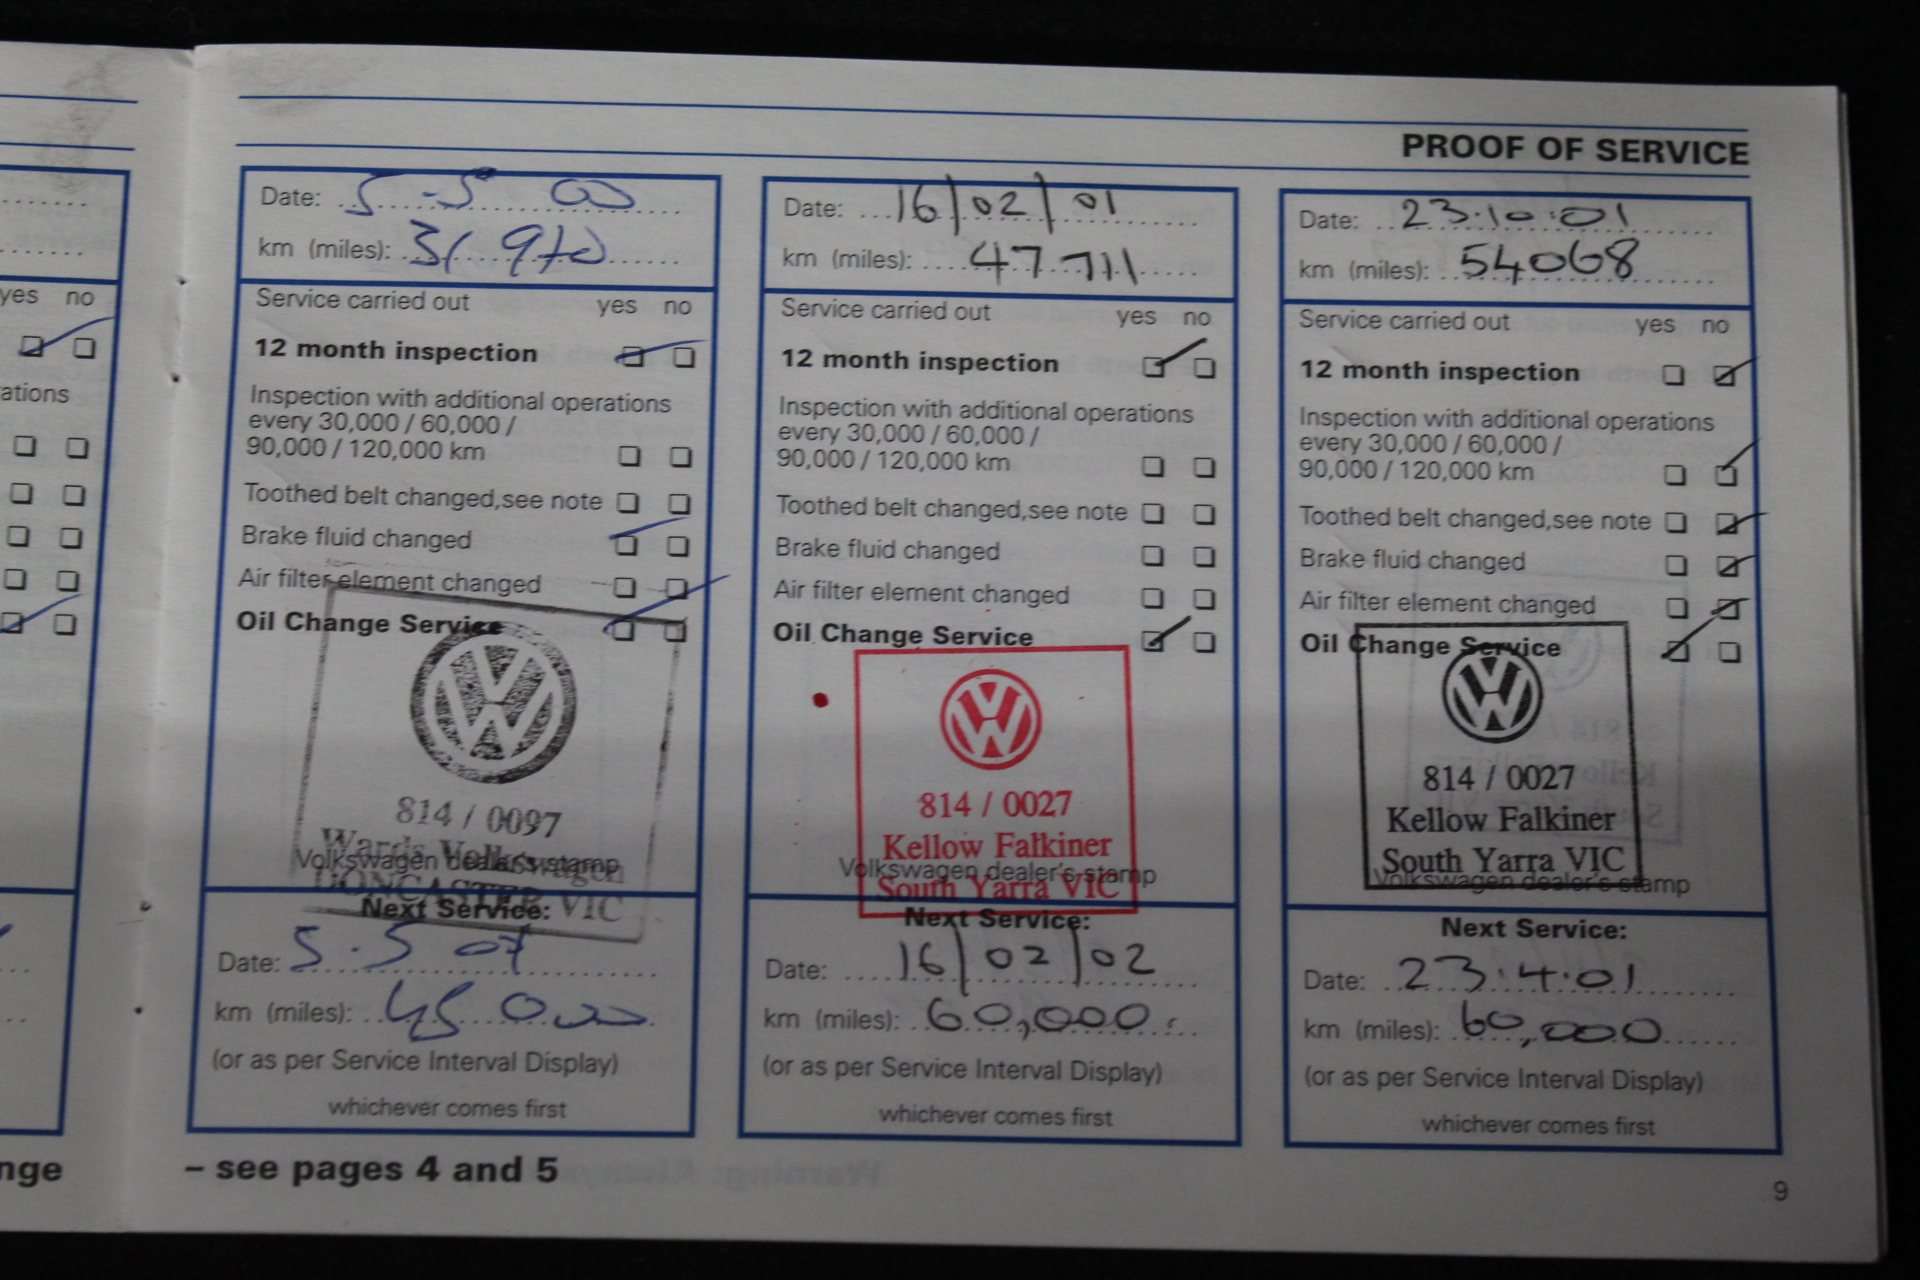 yes no
ations
nge
PROOF OF SERVICE
Date: 5-5 00
km (miles):
Service carried out yes no
12 month inspection
Inspection with additional operations
every 30,000 / 60,000 /
90,000 / 120,000 km
Toothed belt changed,see note
Brake fluid changed
Air filter element changed
Oil Change Service
814 / 0097
Wards Volkswagen
Volkswagen dealer's stamp
DONCASTER VIC
Next Service:
Date: 5.5
km (miles): 45 000
(or as per Service Interval Display)
whichever comes first
– see pages 4 and 5
Date: 16/02/01
km (miles): 47711
Service carried out yes no
12 month inspection
Inspection with additional operations
every 30,000 / 60,000 /
90,000 / 120,000 km
Toothed belt changed,see note
Brake fluid changed
Air filter element changed
Oil Change Service
814 / 0027
Kellow Falkiner
Volkswagen dealer's stamp
South Yarra VIC
Next Service:
Date: 16/02/02
km (miles): 60,000
(or as per Service Interval Display)
whichever comes first
Date: 23.10.01
km (miles): 54068
Service carried out yes no
12 month inspection
Inspection with additional operations
every 30,000 / 60,000 /
90,000 / 120,000 km
Toothed belt changed,see note
Brake fluid changed
Air filter element changed
Oil Change Service
814 / 0027
Kellow Falkiner
South Yarra VIC
Volkswagen dealer's stamp
Next Service:
Date: 23.4.01
km (miles): 60,000
(or as per Service Interval Display)
whichever comes first
9